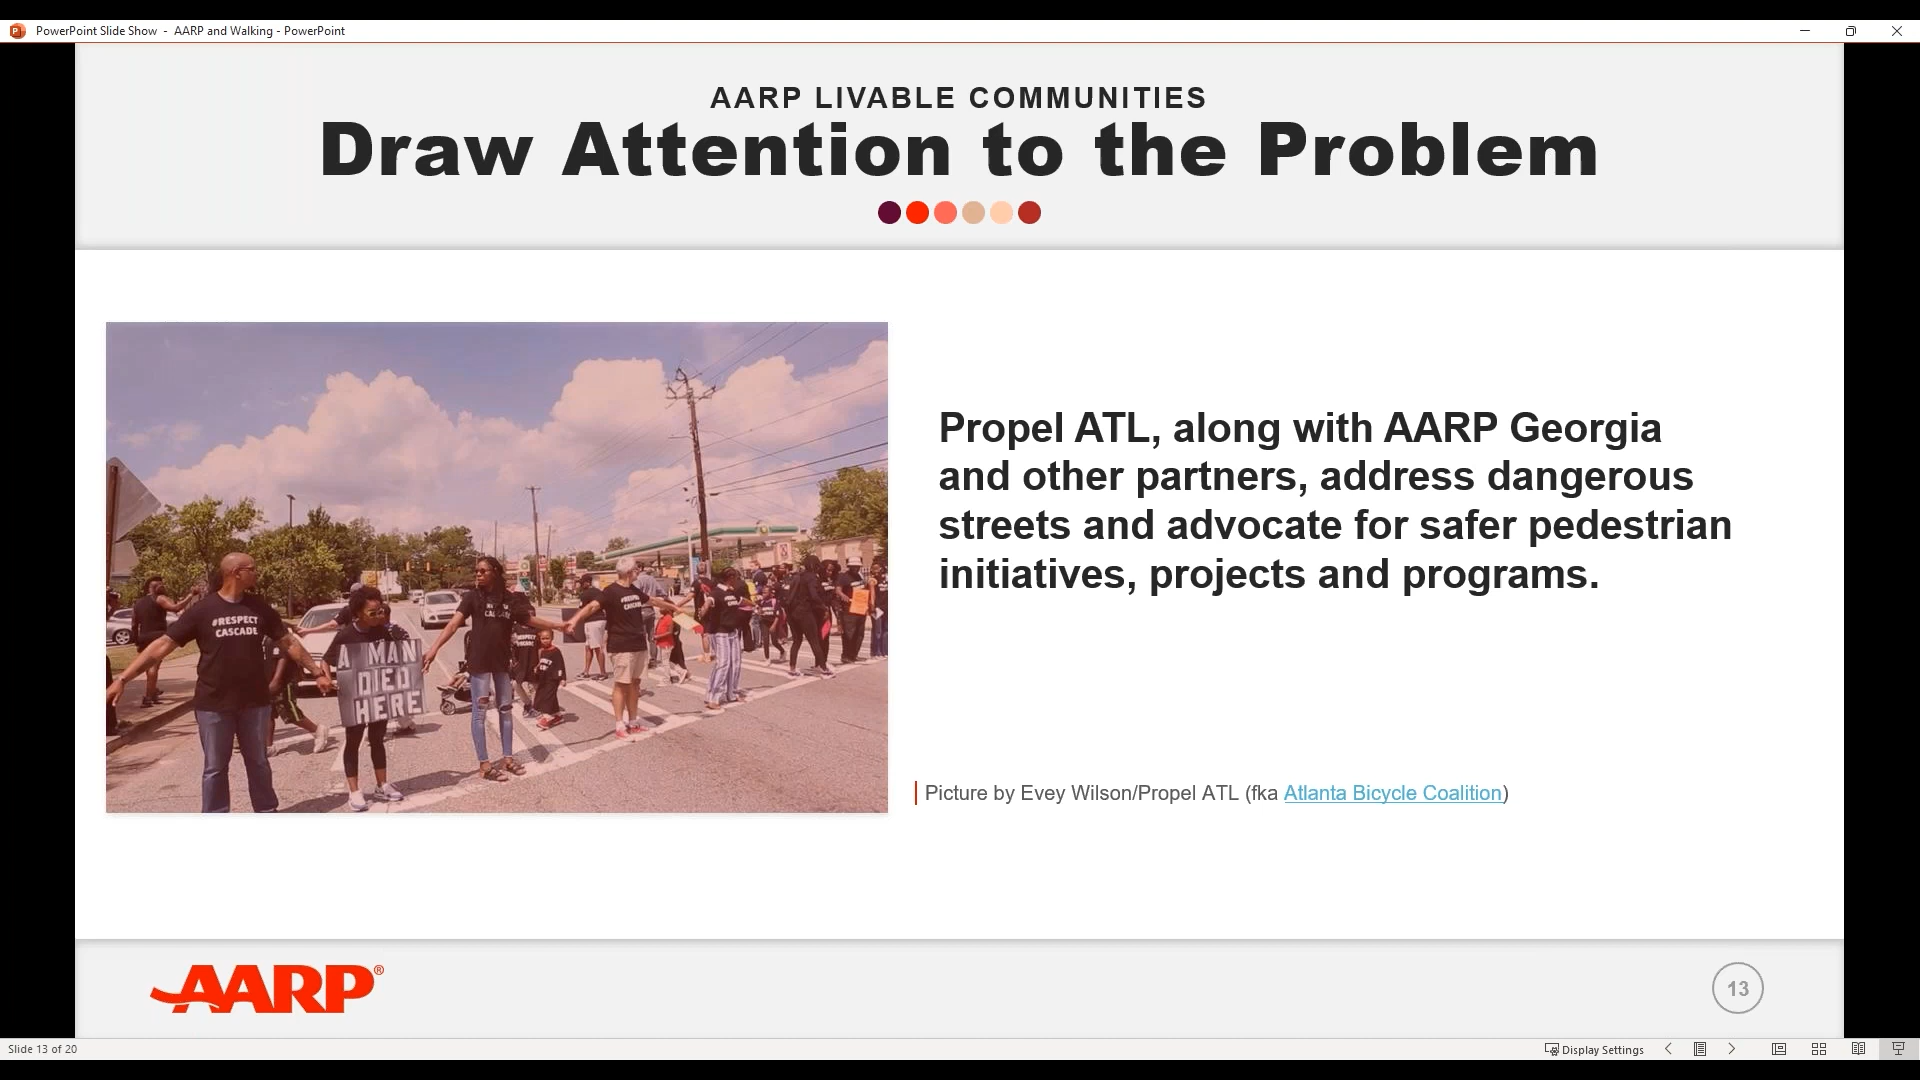 PowerPoint Slide Show - AARP and Walking - PowerPoint
AARP LIVABLE COMMUNITIES
Draw Attention to the Problem
#RESPECT
CASCADE
A MAN
DIED
HERE
Propel ATL, along with AARP Georgia
and other partners, address dangerous
streets and advocate for safer pedestrian
initiatives, projects and programs.
Picture by Evey Wilson/Propel ATL (fka Atlanta Bicycle Coalition)
AARP®
13
Slide 13 of 20
Display Settings